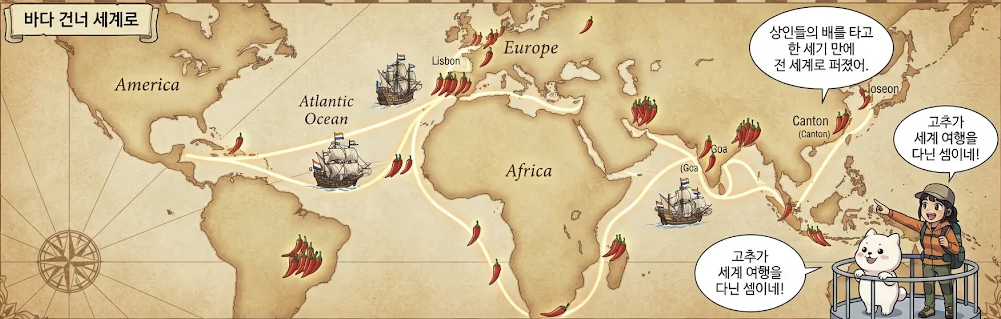 바다 건너 세계로
상인들의 배를 타고
한 세기 만에
전 세계로 퍼졌어.
Lisbon
Europe
America
Atlantic
Ocean
Joseon
Canton
(Canton)
고추가
세계 여행을
다닌 셈이네!
Goa
(Goa
Africa
고추가
세계 여행을
다닌 셈이네!